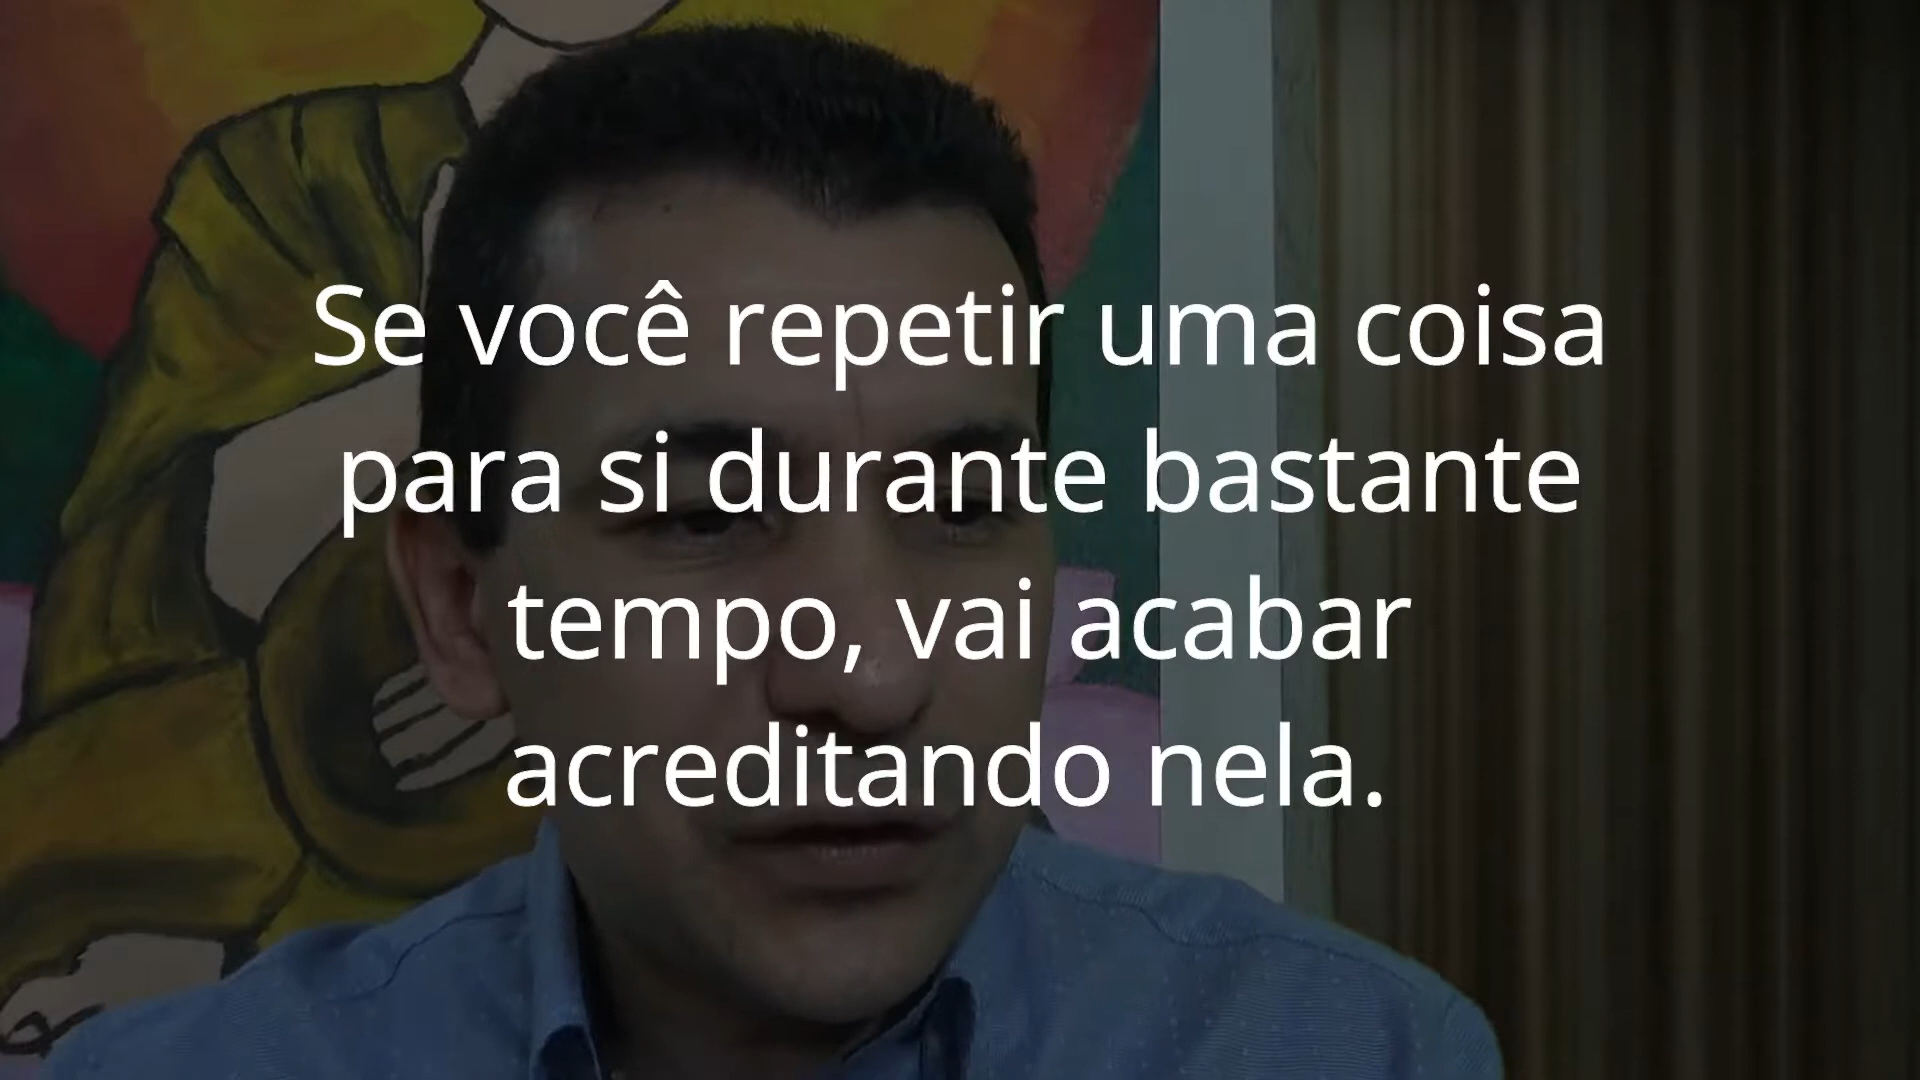 Se você repetir uma coisa
para si durante bastante
tempo, vai acabar
acreditando nela.